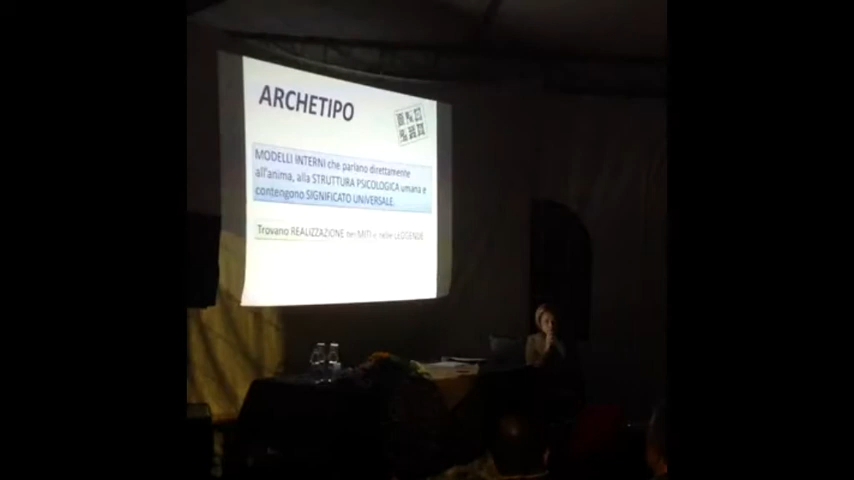 ARCHETIPO
MODELLI INTERNI che parlano direttamente
all'anima, alla STRUTTURA PSICOLOGICA umana e
contengono SIGNIFICATO UNIVERSALE.
Trovano REALIZZAZIONE nei MITI e nelle LEGGENDE